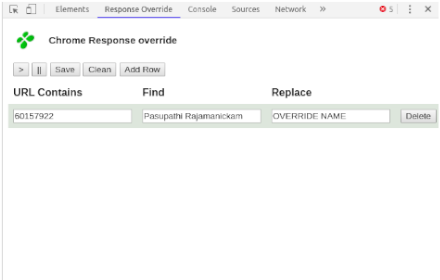 Elements Response Override Console Sources Network » 5
Chrome Response override
> || Save Clean Add Row
URL Contains Find Replace
60157922 Pasupathi Rajamanickam OVERRIDE NAME Delete